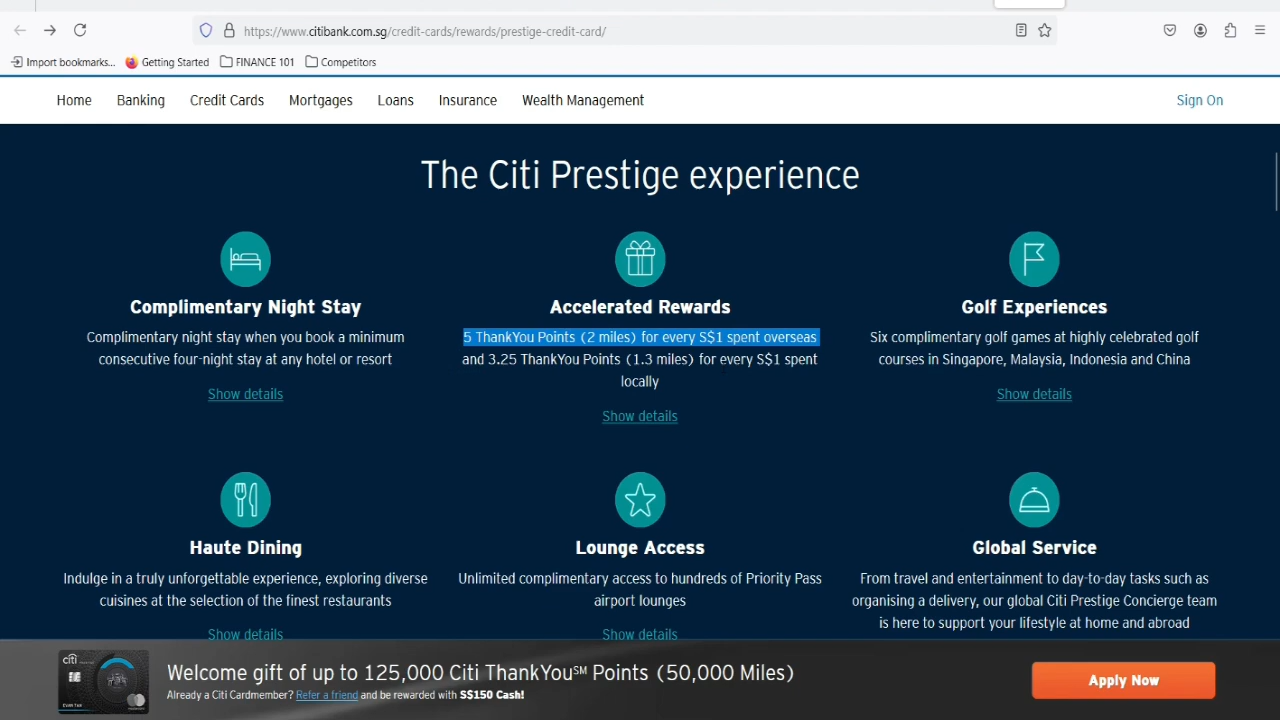 https://www.citibank.com.sg/credit-cards/rewards/prestige-credit-card/
Import bookmarks... Getting Started FINANCE 101 Competitors
Home Banking Credit Cards Mortgages Loans Insurance Wealth Management Sign On
The Citi Prestige experience
Complimentary Night Stay
Complimentary night stay when you book a minimum
consecutive four-night stay at any hotel or resort
Show details
Accelerated Rewards
5 ThankYou Points (2 miles) for every S$1 spent overseas
and 3.25 ThankYou Points (1.3 miles) for every S$1 spent
locally
Show details
Golf Experiences
Six complimentary golf games at highly celebrated golf
courses in Singapore, Malaysia, Indonesia and China
Show details
Haute Dining
Indulge in a truly unforgettable experience, exploring diverse
cuisines at the selection of the finest restaurants
Show details
Lounge Access
Unlimited complimentary access to hundreds of Priority Pass
airport lounges
Show details
Global Service
From travel and entertainment to day-to-day tasks such as
organising a delivery, our global Citi Prestige Concierge team
is here to support your lifestyle at home and abroad
citi
Welcome gift of up to 125,000 Citi ThankYou℠ Points (50,000 Miles)
Already a Citi Cardmember? Refer a friend and be rewarded with S$150 Cash!
Apply Now